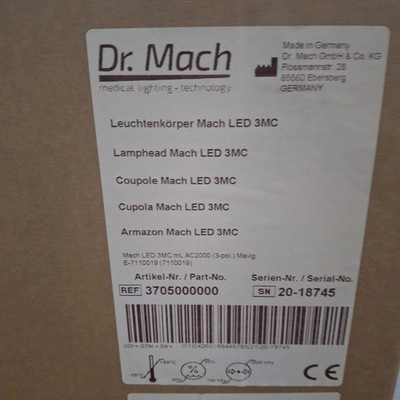 Dr. Mach
medical lighting - technology
Made in Germany
Dr. Mach GmbH & Co. KG
Flossmannstr. 28
85560 Ebersberg
GERMANY
Leuchtenkörper Mach LED 3MC
Lamphead Mach LED 3MC
Coupole Mach LED 3MC
Cupola Mach LED 3MC
Armazon Mach LED 3MC
Mach LED 3MC mL AC2000 (3-pol.) Mavig
E-7110019 (7110019)
Artikel-Nr. / Part-No.
Serien-Nr. / Serial-No.
REF 3705000000
SN 20-18745
CE